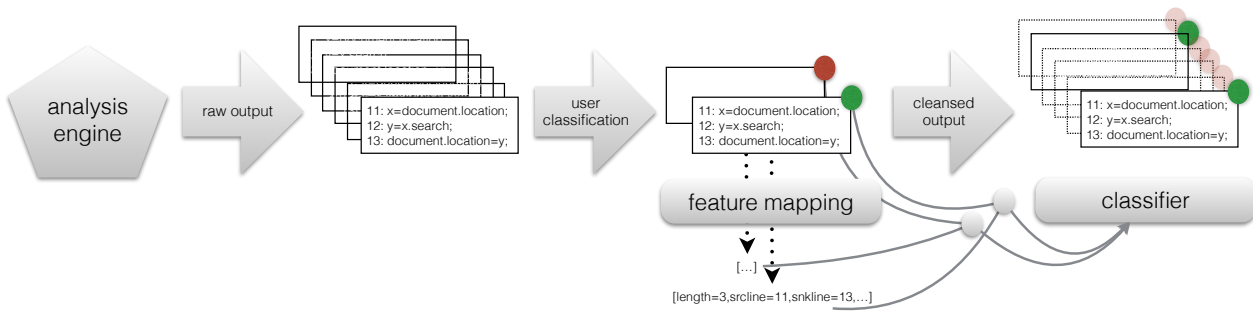 analysis
engine
raw output
11: x=document.location;
12: y=x.search;
13: document.location=y;
user
classification
11: x=document.location;
12: y=x.search;
13: document.location=y;
cleansed
output
11: x=document.location;
12: y=x.search;
13: document.location=y;
feature mapping
classifier
[...]
[length=3,srcline=11,snkline=13,...]